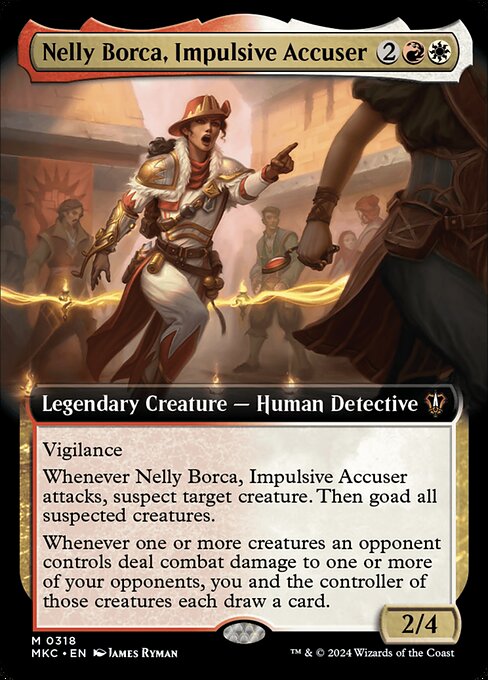 Nelly Borca, Impulsive Accuser 2
Legendary Creature — Human Detective
Vigilance
Whenever Nelly Borca, Impulsive Accuser
attacks, suspect target creature. Then goad all
suspected creatures.
Whenever one or more creatures an opponent
controls deal combat damage to one or more
of your opponents, you and the controller of
those creatures each draw a card.
2/4
M 0318
MKC • EN JAMES RYMAN
™ & © 2024 Wizards of the Coast